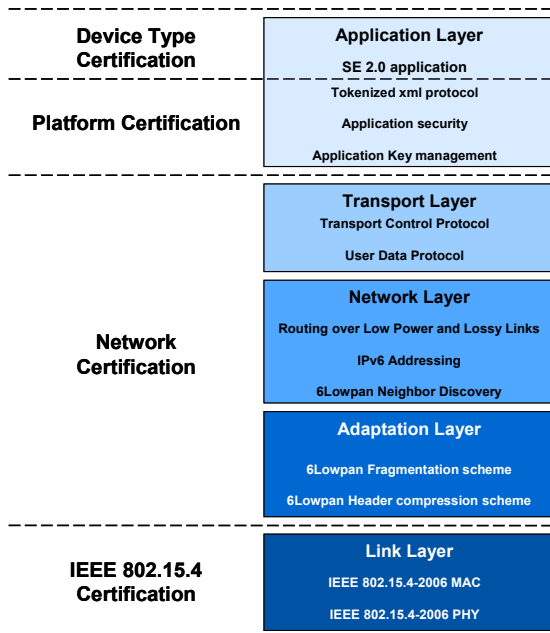 Device Type
Certification
Application Layer
SE 2.0 application
Platform Certification
Tokenized xml protocol
Application security
Application Key management
Network
Certification
Transport Layer
Transport Control Protocol
User Data Protocol
Network Layer
Routing over Low Power and Lossy Links
IPv6 Addressing
6Lowpan Neighbor Discovery
Adaptation Layer
6Lowpan Fragmentation scheme
6Lowpan Header compression scheme
IEEE 802.15.4
Certification
Link Layer
IEEE 802.15.4-2006 MAC
IEEE 802.15.4-2006 PHY